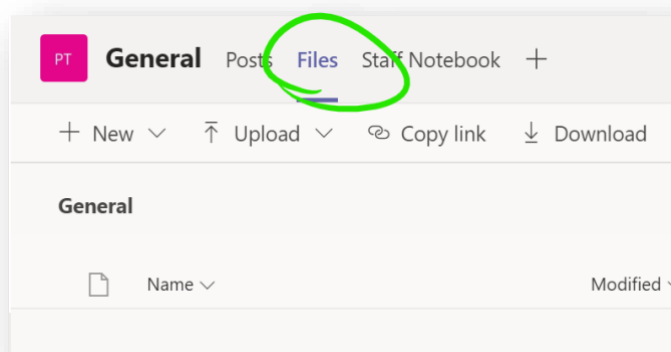 PT General Posts Files Staff Notebook
New Upload Copy link Download
General
Name Modified